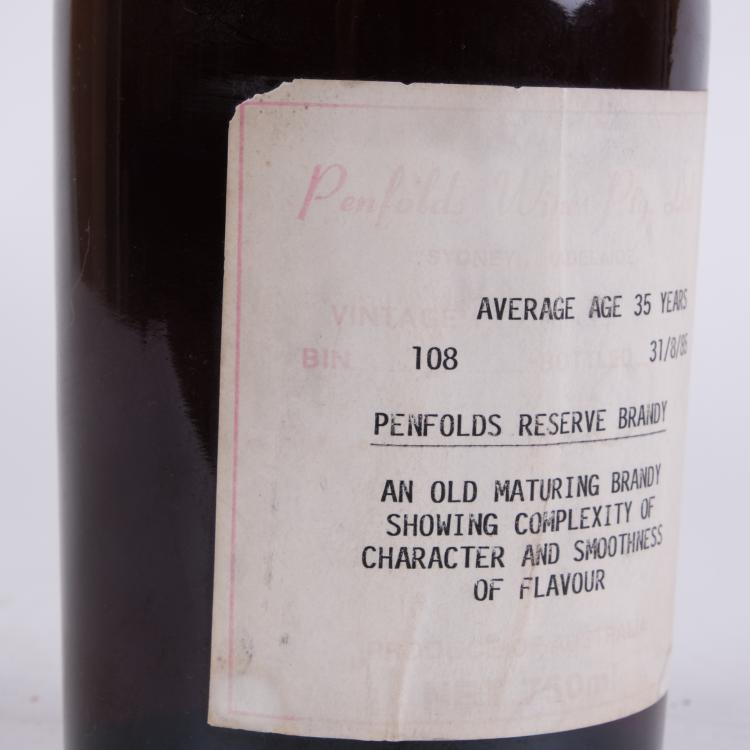 Penfolds Wines Pty. Ltd.
SYDNEY ADELAIDE
AVERAGE AGE 35 YEARS
VINTAGE
BIN 108 BOTTLED 31/8/85
PENFOLDS RESERVE BRANDY
AN OLD MATURING BRANDY
SHOWING COMPLEXITY OF
CHARACTER AND SMOOTHNESS
OF FLAVOUR
PRODUCE OF AUSTRALIA
NET 750ml